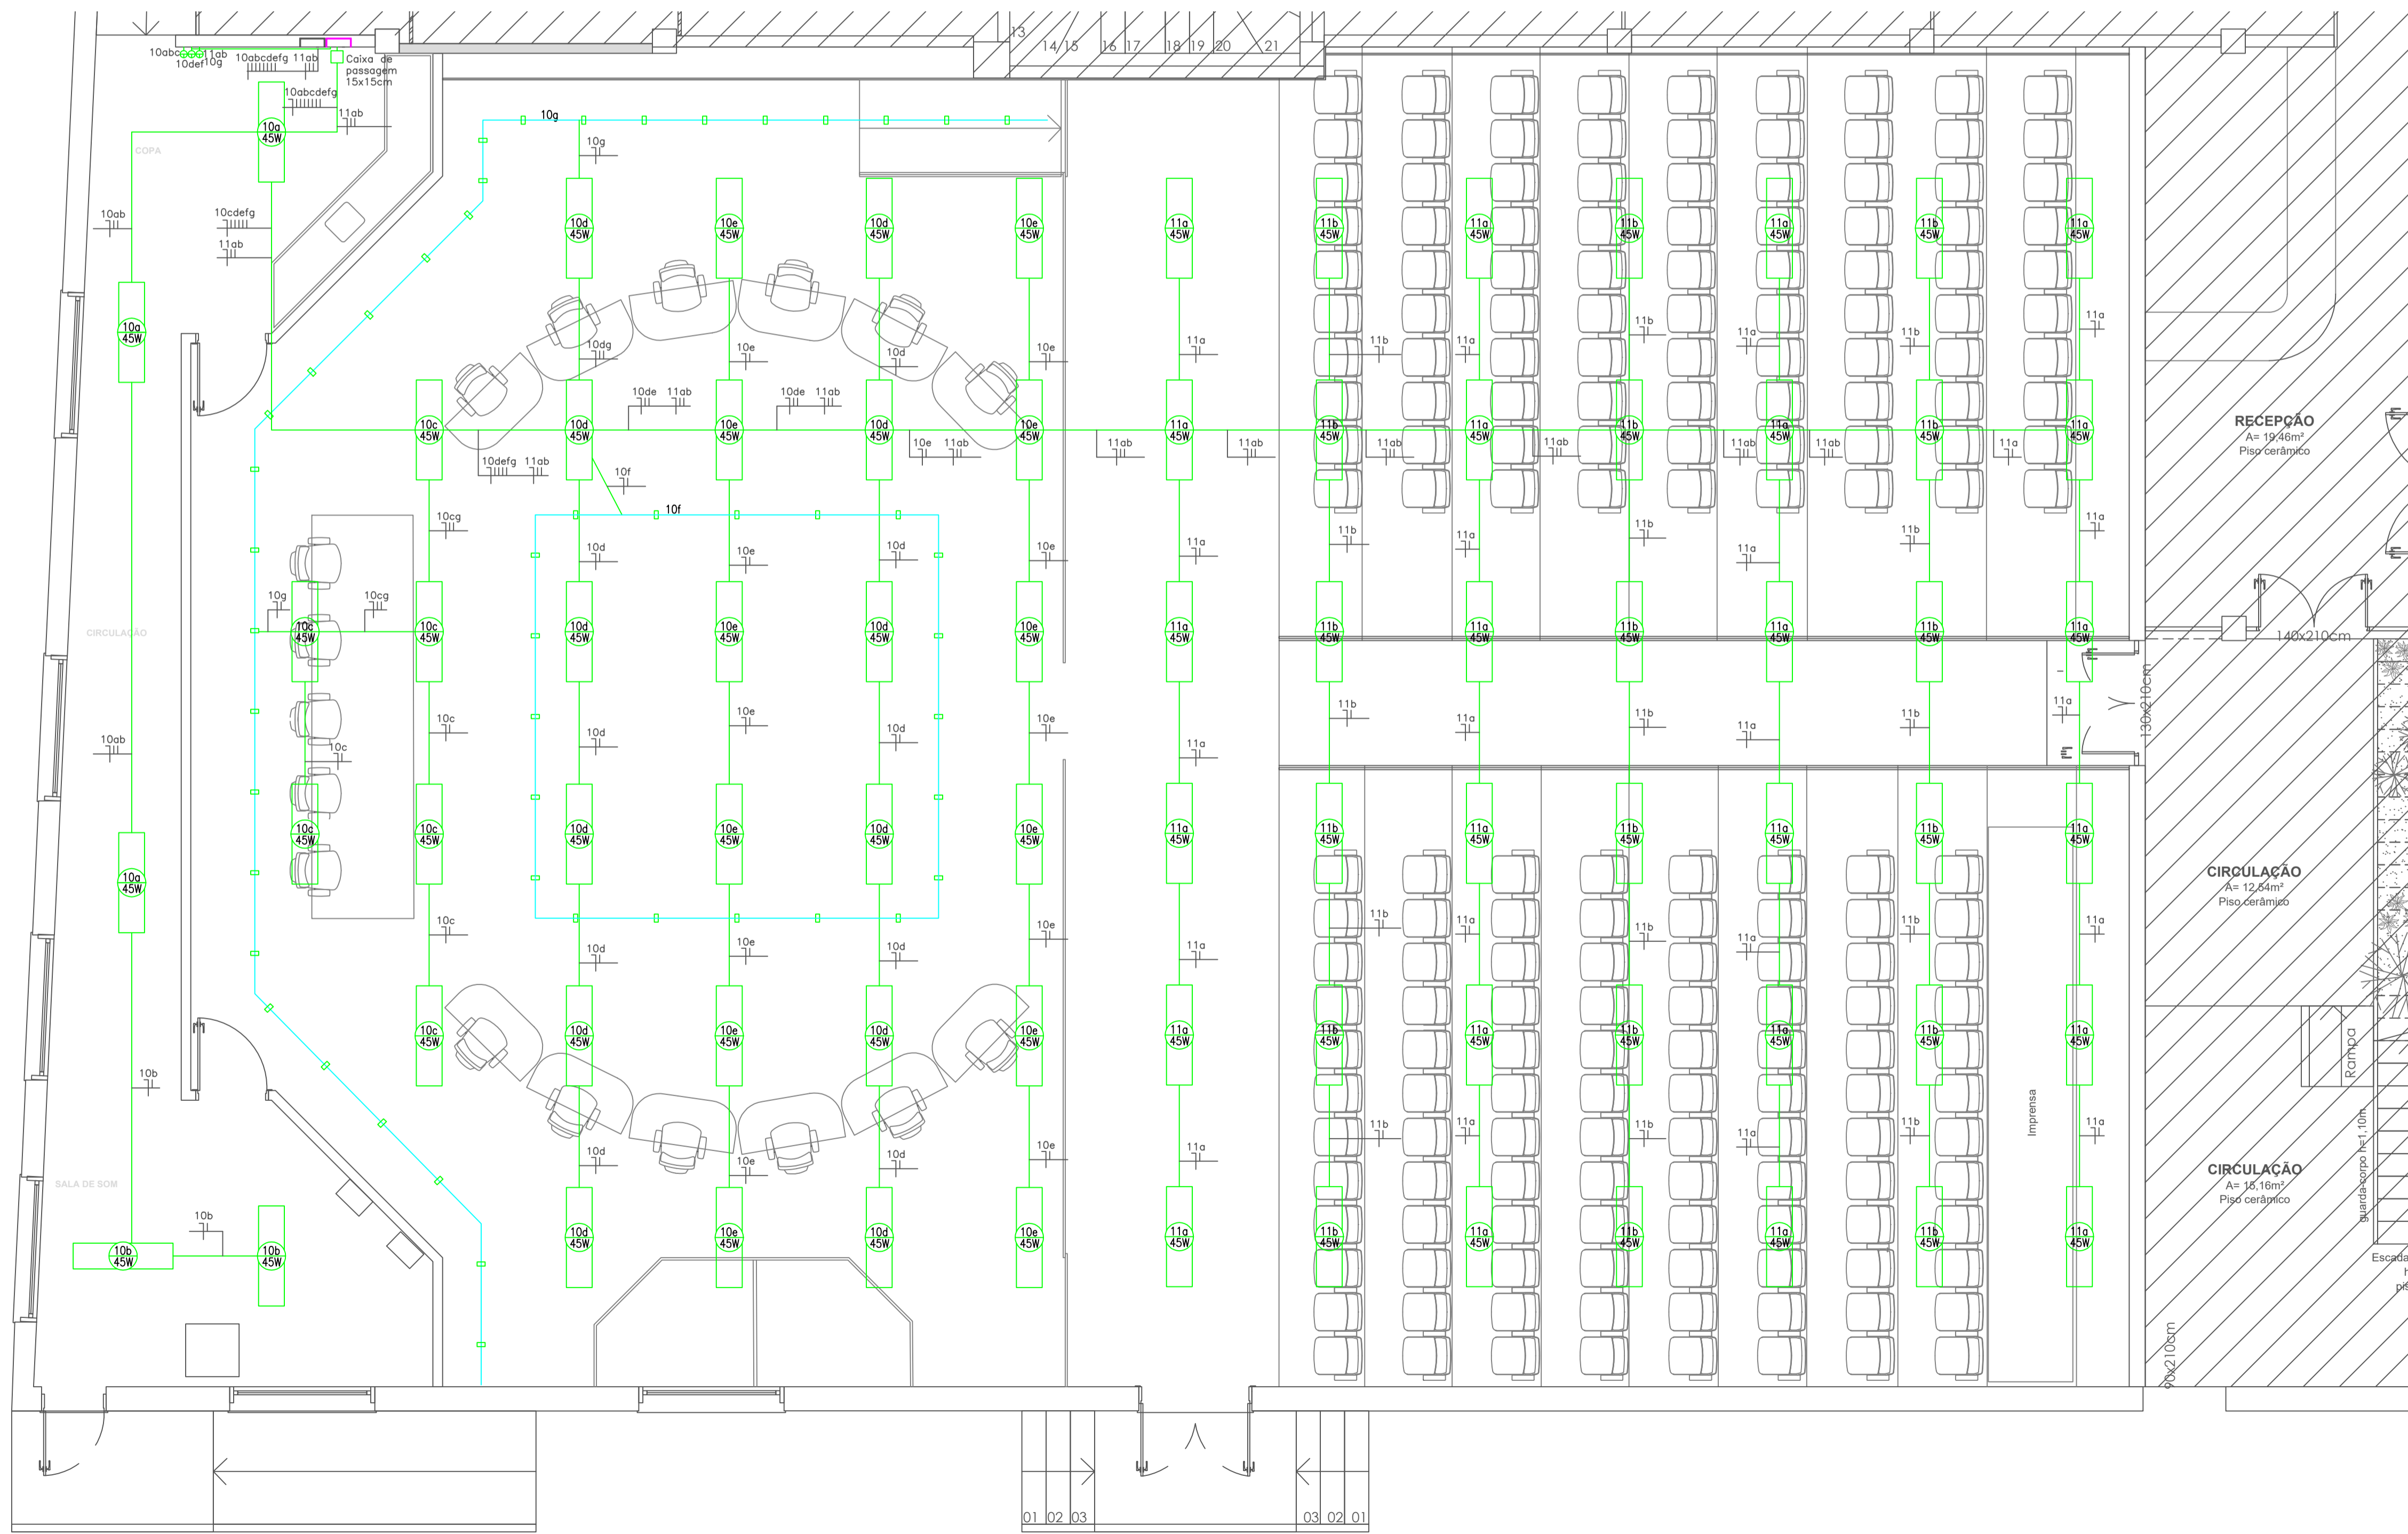 13
14 15 16 17 18 19 20 21
10abc 11ab
10def 10g
10abcdefg 11ab
Caixa de
passagem
15x15cm
10abcdefg
11ab
10a
45W
COPA
10g
10g
10ab
10cdefg
11ab
10d
45W
10e
45W
10d
45W
10e
45W
11a
45W
11b
45W
11a
45W
11b
45W
11a
45W
11b
45W
11a
45W
10a
45W
10dg
10e
10d
10e
11a
11b
11a
11b
11a
11b
11a
10de 11ab
10de 11ab
10c
45W
10d
45W
10e
45W
10d
45W
10e
45W
11a
45W
11b
45W
11a
45W
11b
45W
11a
45W
11b
45W
11a
45W
RECEPÇÃO
A= 19,46m²
Piso cerâmico
10defg 11ab
10e 11ab
11ab
11ab
11ab
11ab
11ab
11ab
11a
10f
10f
10cg
10d
10e
10d
10e
11a
11b
11a
11b
11a
11b
11a
10g
10cg
CIRCULAÇÃO
10c
45W
10c
45W
10d
45W
10e
45W
10d
45W
10e
45W
11a
45W
11b
45W
11a
45W
11b
45W
11a
45W
11b
45W
11a
45W
140x210cm
130x210cm
10ab
10c
10c
10d
10e
10d
10e
11a
11b
11a
11b
11a
11b
11a
10a
45W
10c
45W
10c
45W
10d
45W
10e
45W
10d
45W
10e
45W
11a
45W
11b
45W
11a
45W
11b
45W
11a
45W
11b
45W
11a
45W
CIRCULAÇÃO
A= 12,54m²
Piso cerâmico
10c
10d
10e
10d
10e
11a
11b
11a
11b
11a
11b
11a
10c
45W
10d
45W
10e
45W
10d
45W
10e
45W
11a
45W
11b
45W
11a
45W
11b
45W
11a
45W
11b
45W
11a
45W
Rampa
10b
Imprensa
guarda-corpo h=1,10m
10d
10e
10d
10e
11a
11b
11a
11b
11a
11b
11a
CIRCULAÇÃO
A= 15,16m²
Piso cerâmico
SALA DE SOM
10b
10b
45W
10b
45W
10d
45W
10e
45W
10d
45W
10e
45W
11a
45W
11b
45W
11a
45W
11b
45W
11a
45W
11b
45W
11a
45W
Escada
90x210cm
01 02 03
03 02 01